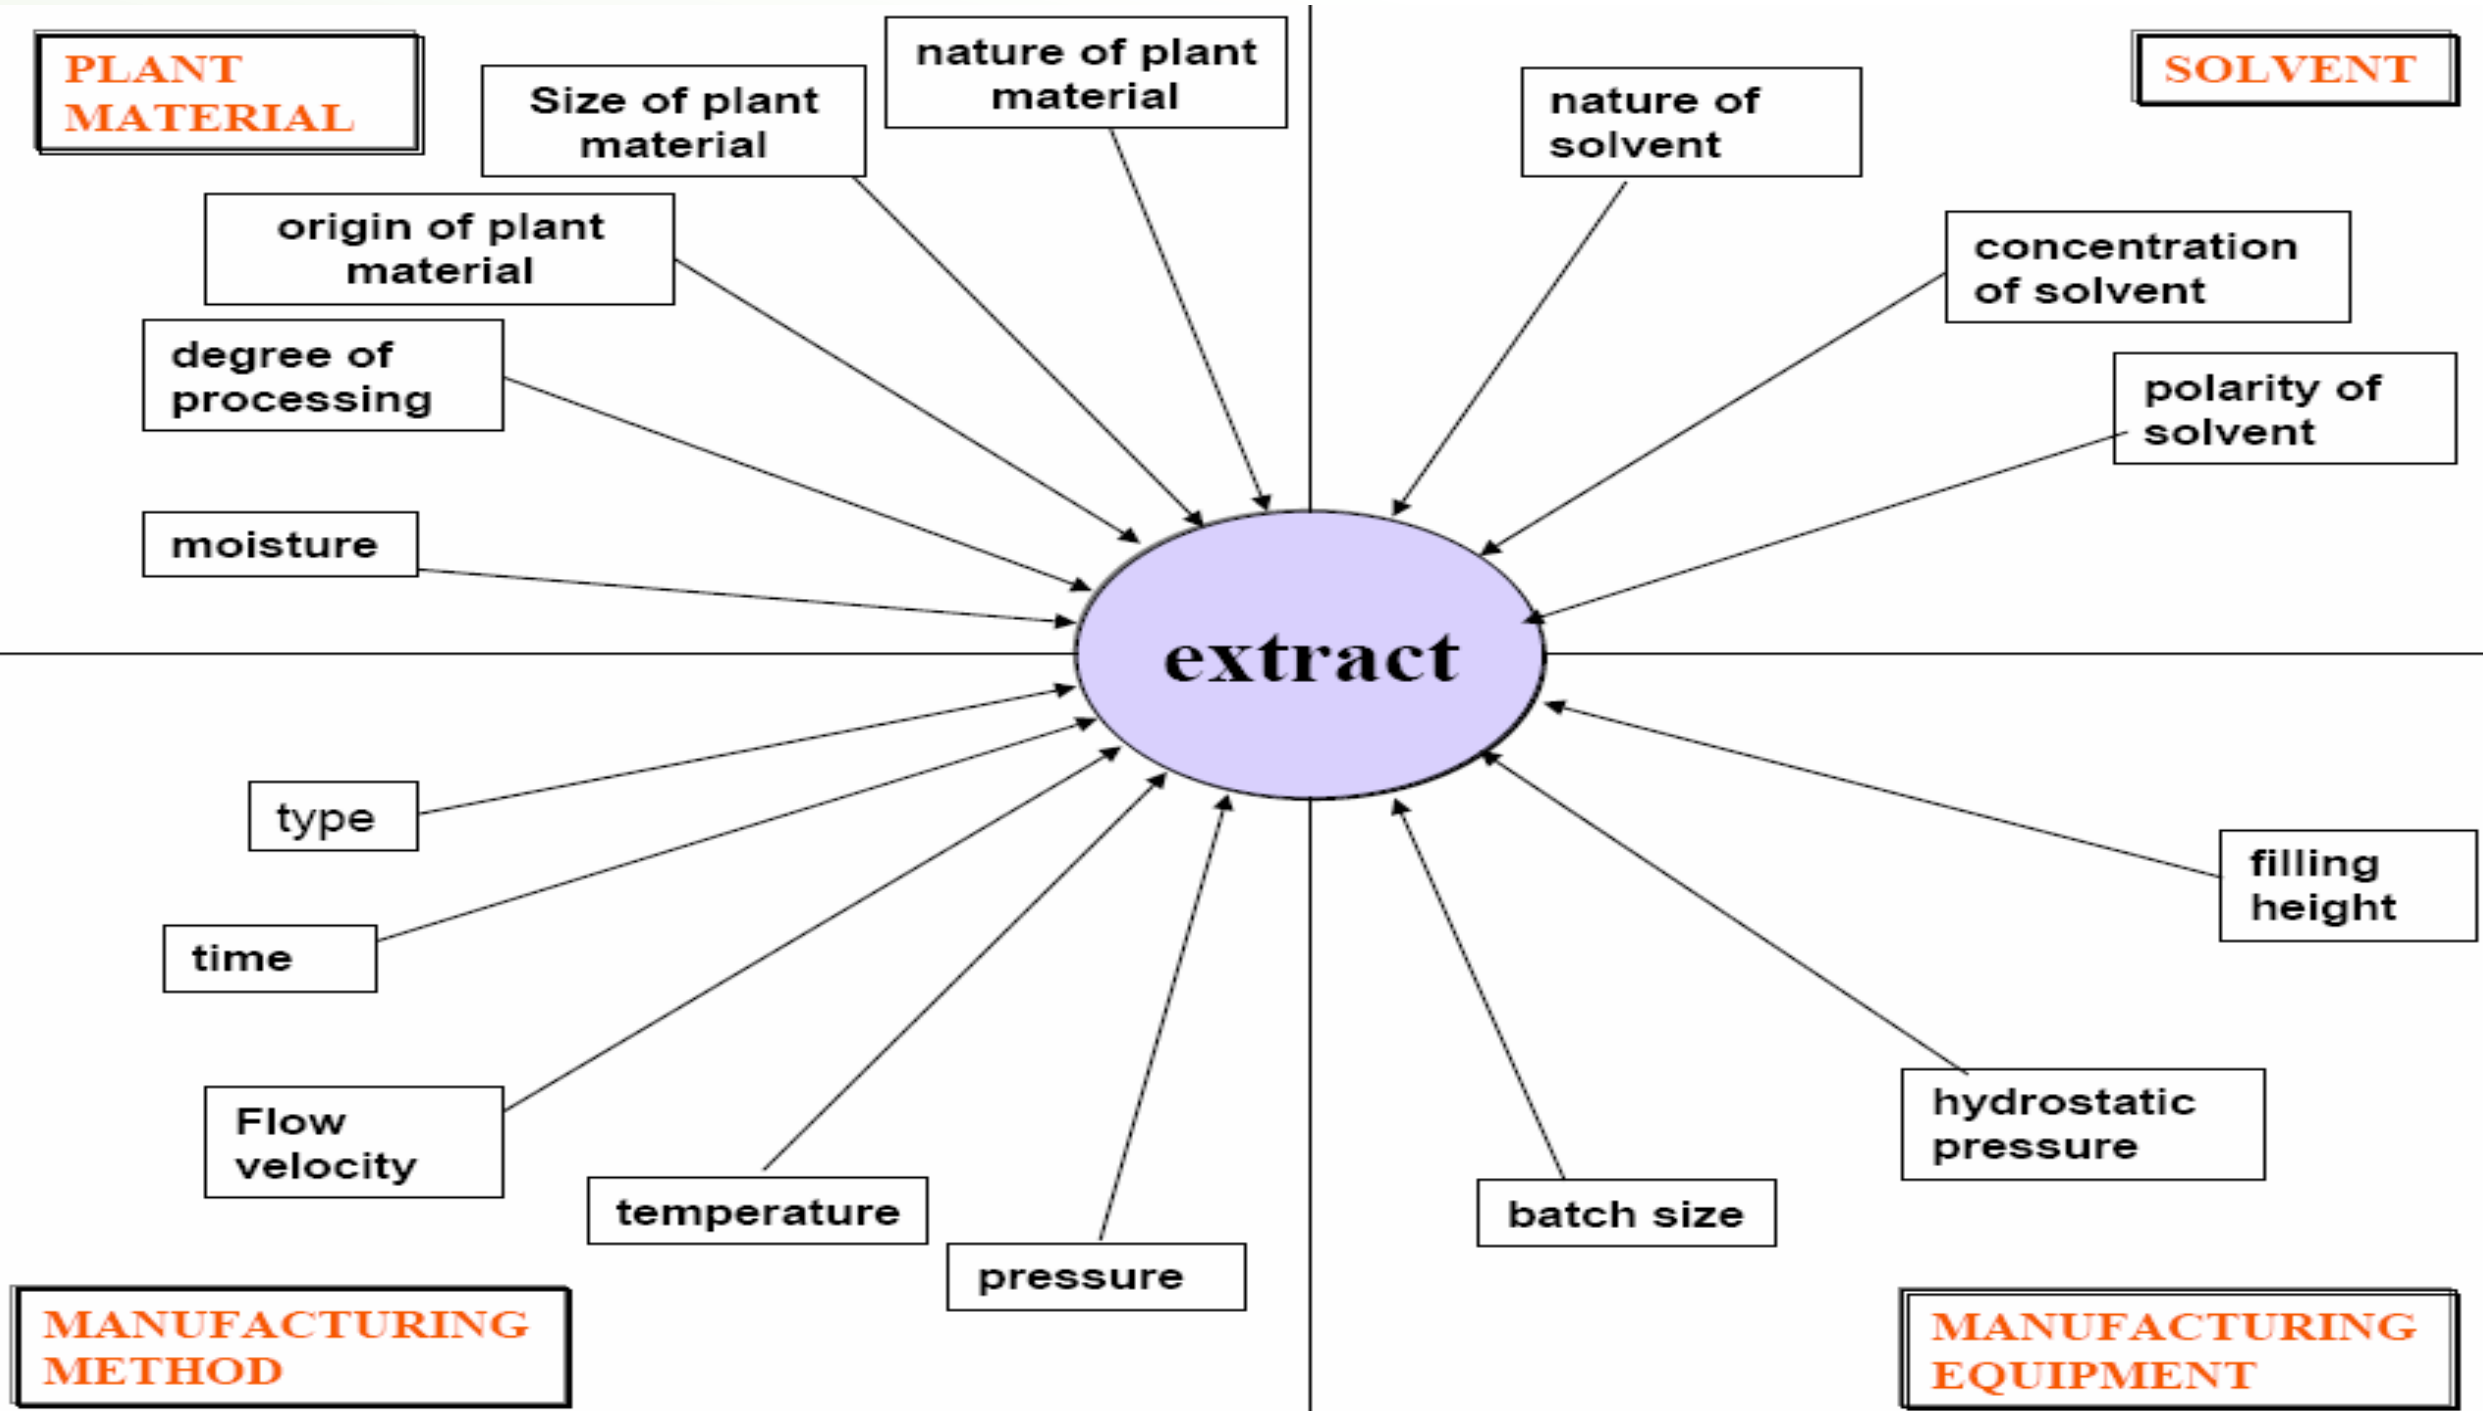 PLANT
MATERIAL
nature of plant
material
Size of plant
material
origin of plant
material
degree of
processing
moisture
SOLVENT
nature of
solvent
concentration
of solvent
polarity of
solvent
extract
type
time
Flow
velocity
temperature
pressure
MANUFACTURING
METHOD
filling
height
hydrostatic
pressure
batch size
MANUFACTURING
EQUIPMENT